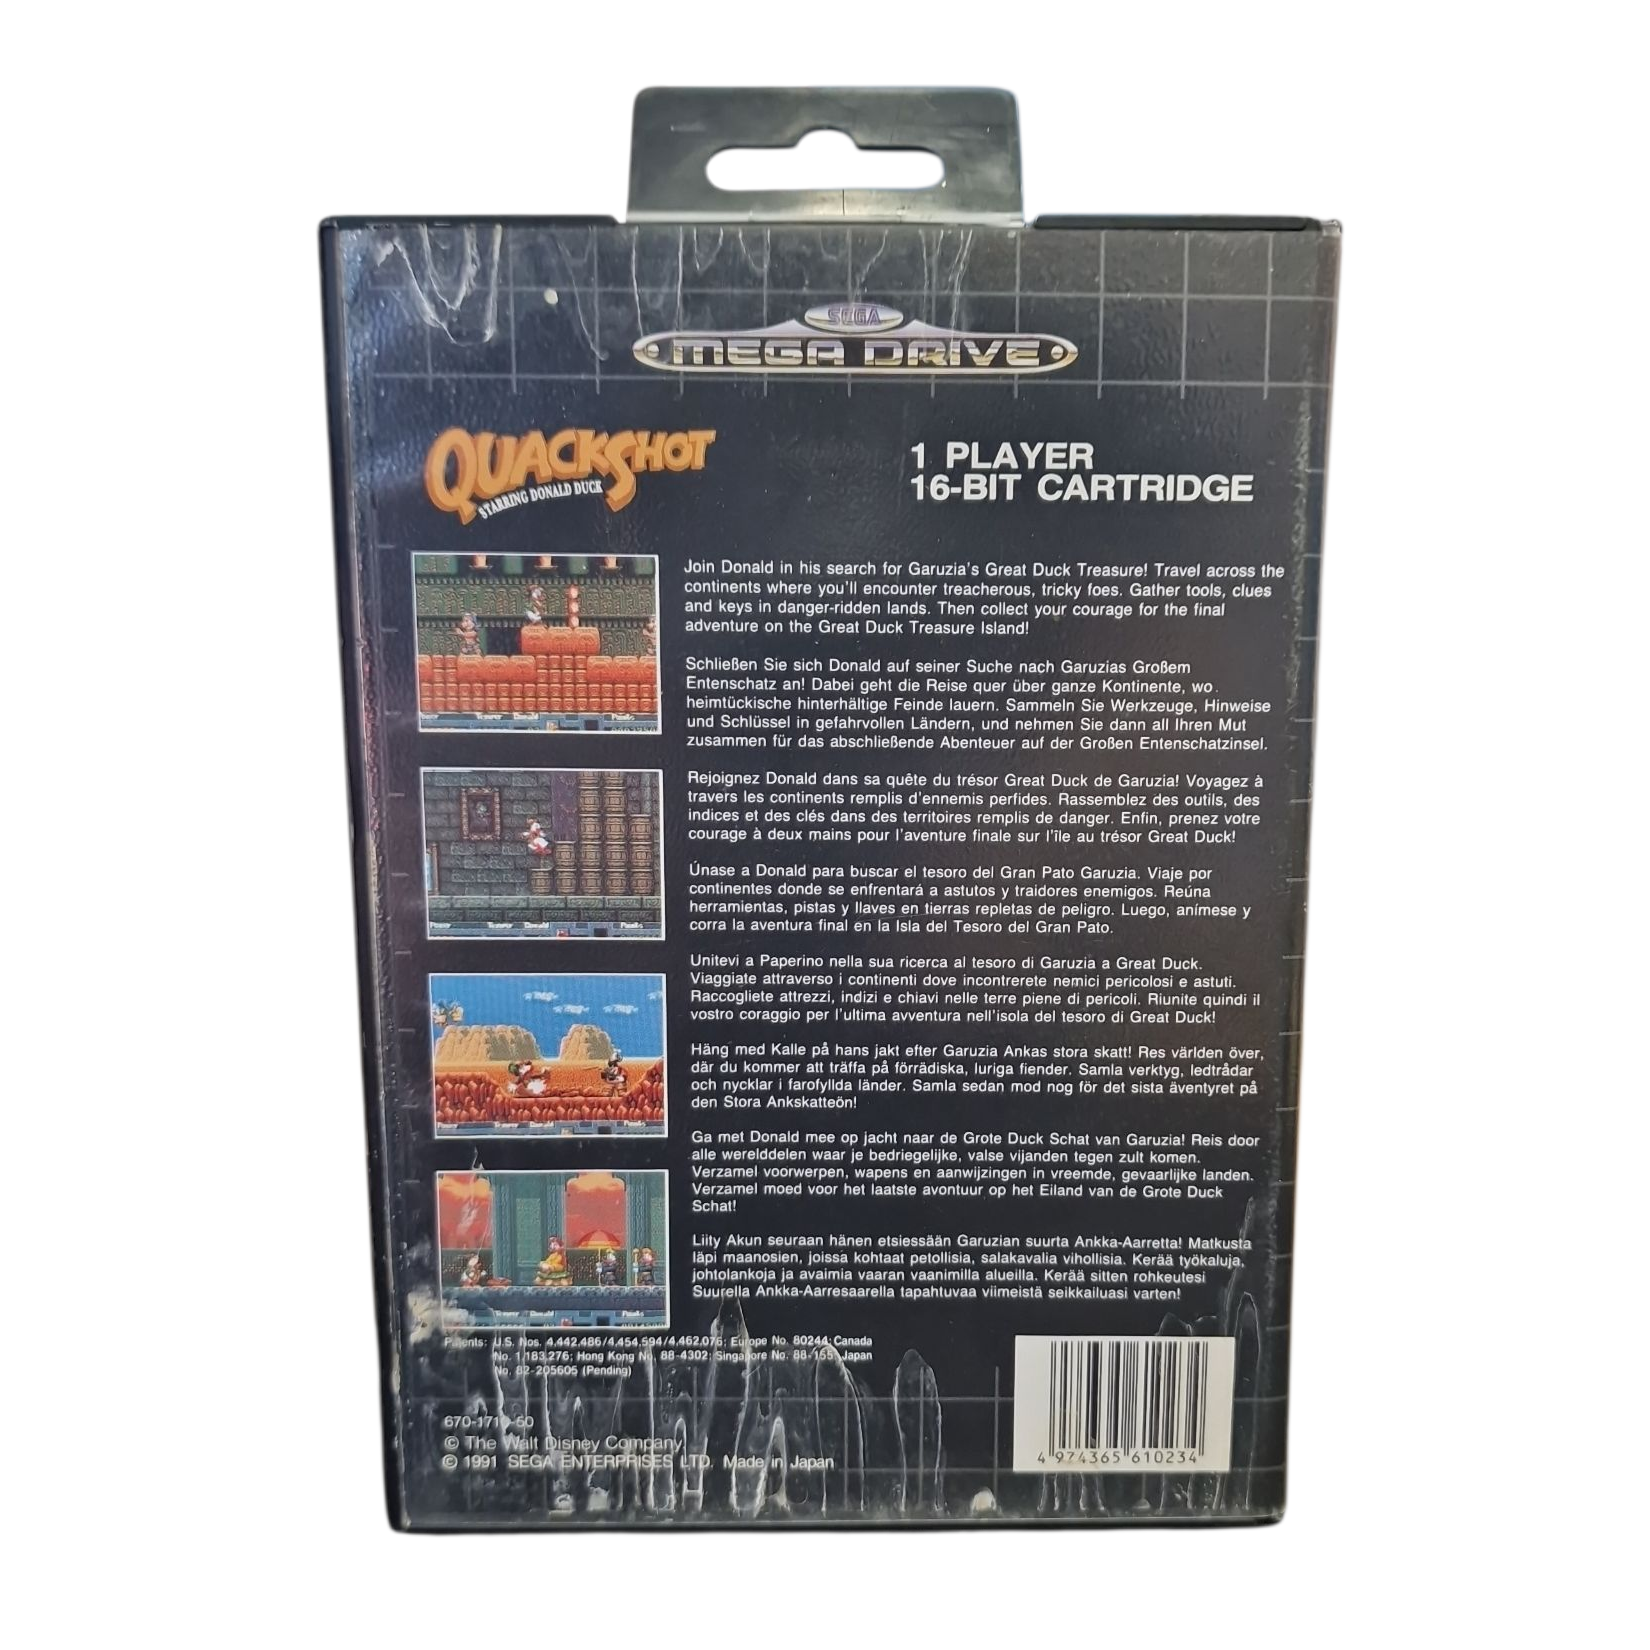 SEGA
MEGA DRIVE
QUACKSHOT
STARRING DONALD DUCK
1 PLAYER
16-BIT CARTRIDGE
Join Donald in his search for Garuzia's Great Duck Treasure! Travel across the
continents where you'll encounter treacherous, tricky foes. Gather tools, clues
and keys in danger-ridden lands. Then collect your courage for the final
adventure on the Great Duck Treasure Island!
Schließen Sie sich Donald auf seiner Suche nach Garuzias Großem
Entenschatz an! Dabei geht die Reise quer über ganze Kontinente, wo
heimtückische hinterhältige Feinde lauern. Sammeln Sie Werkzeuge, Hinweise
und Schlüssel in gefahrvollen Ländern, und nehmen Sie dann all Ihren Mut
zusammen für das abschließende Abenteuer auf der Großen Entenschatzinsel.
Rejoignez Donald dans sa quête du trésor Great Duck de Garuzia! Voyagez à
travers les continents remplis d'ennemis perfides. Rassemblez des outils, des
indices et des clés dans des territoires remplis de danger. Enfin, prenez votre
courage à deux mains pour l'aventure finale sur l'île au trésor Great Duck!
Únase a Donald para buscar el tesoro del Gran Pato Garuzia. Viaje por
continentes donde se enfrentará a astutos y traidores enemigos. Reúna
herramientas, pistas y llaves en tierras repletas de peligro. Luego, anímese y
corra la aventura final en la Isla del Tesoro del Gran Pato.
Unitevi a Paperino nella sua ricerca al tesoro di Garuzia a Great Duck.
Viaggiate attraverso i continenti dove incontrerete nemici pericolosi e astuti.
Raccogliete attrezzi, indizi e chiavi nelle terre piene di pericoli. Riunite quindi il
vostro coraggio per l'ultima avventura nell'isola del tesoro di Great Duck!
Häng med Kalle på hans jakt efter Garuzia Ankas stora skatt! Res världen över,
där du kommer att träffa på förrädiska, luriga fiender. Samla verktyg, ledtrådar
och nycklar i farofyllda länder. Samla sedan mod nog för det sista äventyret på
den Stora Ankskatteön!
Ga met Donald mee op jacht naar de Grote Duck Schat van Garuzia! Reis door
alle werelddelen waar je bedriegelijke, valse vijanden tegen zult komen.
Verzamel voorwerpen, wapens en aanwijzingen in vreemde, gevaarlijke landen.
Verzamel moed voor het laatste avontuur op het Eiland van de Grote Duck
Schat!
Liity Akun seuraan hänen etsiessään Garuzian suurta Ankka-Aarretta! Matkusta
läpi maanosien, joissa kohtaat petollisia, salakavalia vihollisia. Kerää työkaluja,
johtolankoja ja avaimia vaaran vaanimilla alueilla. Kerää sitten rohkeutesi
Suurella Ankka-Aarresaarella tapahtuvaa viimeistä seikkailuasi varten!
Power Temper Donald Punks
Power Temper Donald Punks
Power Temper Donald Punks
Temper Donald Punks
Patents: U.S. Nos. 4,442,486/4,454,594/4,462,076; Europe No. 80244; Canada
No. 1,183,276; Hong Kong No. 88-4302; Singapore No. 88-155; Japan
No. 82-205605 (Pending)
© The Walt Disney Company.
© 1991 SEGA ENTERPRISES LTD. Made in Japan
4 974365 610234